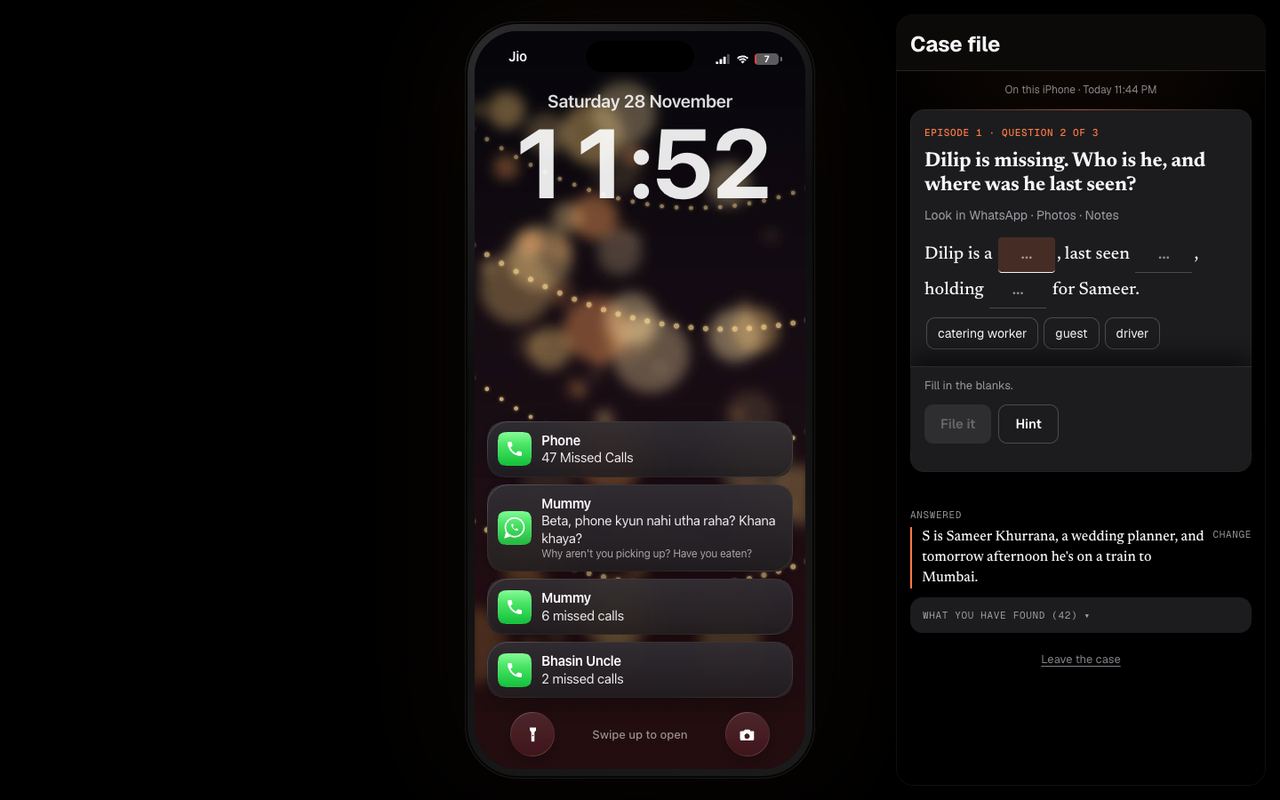 Jio
7
Saturday 28 November
11:52
Phone
47 Missed Calls
Mummy
Beta, phone kyun nahi utha raha? Khana
khaya?
Why aren't you picking up? Have you eaten?
Mummy
6 missed calls
Bhasin Uncle
2 missed calls
Swipe up to open
Case file
On this iPhone · Today 11:44 PM
EPISODE 1 · QUESTION 2 OF 3
Dilip is missing. Who is he, and
where was he last seen?
Look in WhatsApp · Photos · Notes
Dilip is a ... , last seen ... ,
holding ... for Sameer.
catering worker guest driver
Fill in the blanks.
File it Hint
ANSWERED
S is Sameer Khurrana, a wedding planner, and CHANGE
tomorrow afternoon he's on a train to
Mumbai.
WHAT YOU HAVE FOUND (42) ▾
Leave the case